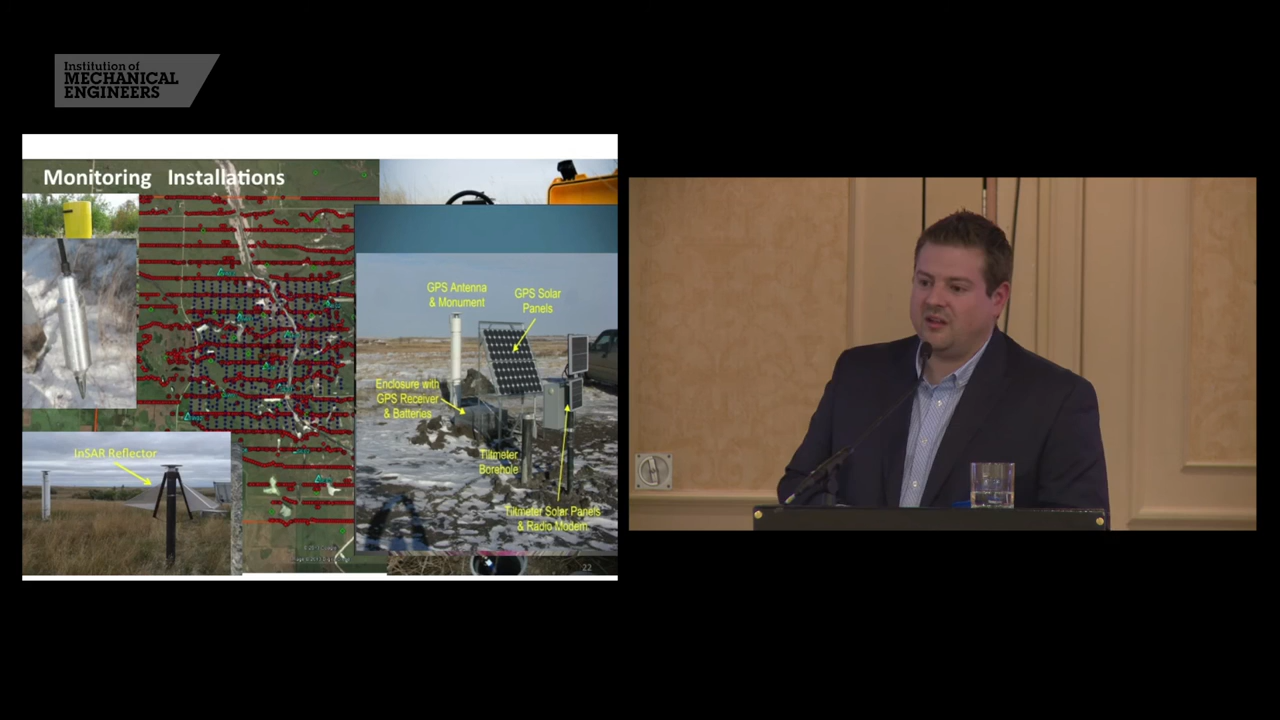 Institution of
MECHANICAL
ENGINEERS
Monitoring Installations
GPS Antenna
& Monument
GPS Solar
Panels
Enclosure with
GPS Receiver
& Batteries
InSAR Reflector
Tiltmeter
Borehole
Tiltmeter Solar Panels
& Radio Modem
22